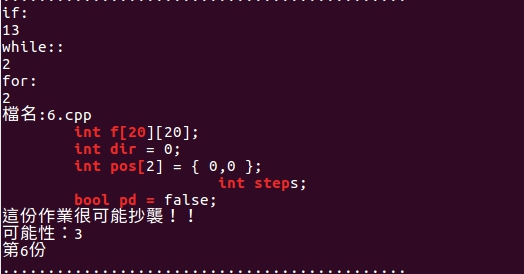 if:
13
while::
2
for:
2
檔名:6.cpp
int f[20][20];
int dir = 0;
int pos[2] = { 0,0 };
int steps;
bool pd = false;
這份作業很可能抄襲！！
可能性：3
第6份